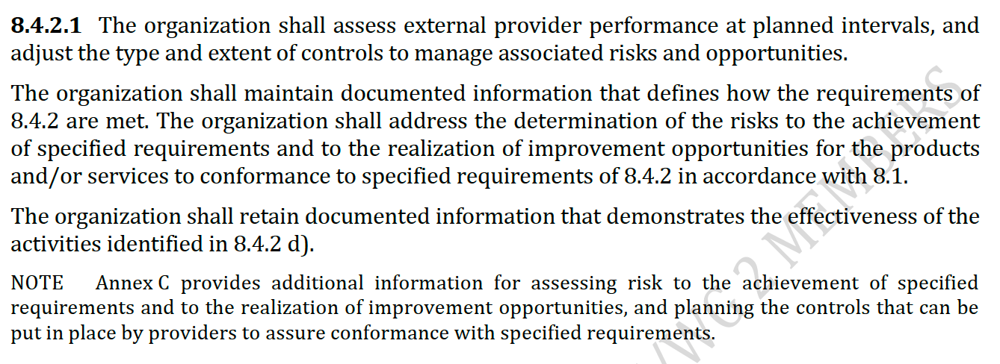 8.4.2.1 The organization shall assess external provider performance at planned intervals, and
adjust the type and extent of controls to manage associated risks and opportunities.
The organization shall maintain documented information that defines how the requirements of
8.4.2 are met. The organization shall address the determination of the risks to the achievement
of specified requirements and to the realization of improvement opportunities for the products
and/or services to conformance to specified requirements of 8.4.2 in accordance with 8.1.
The organization shall retain documented information that demonstrates the effectiveness of the
activities identified in 8.4.2 d).
NOTE Annex C provides additional information for assessing risk to the achievement of specified
requirements and to the realization of improvement opportunities, and planning the controls that can be
put in place by providers to assure conformance with specified requirements.
/WG 2 MEMBERS